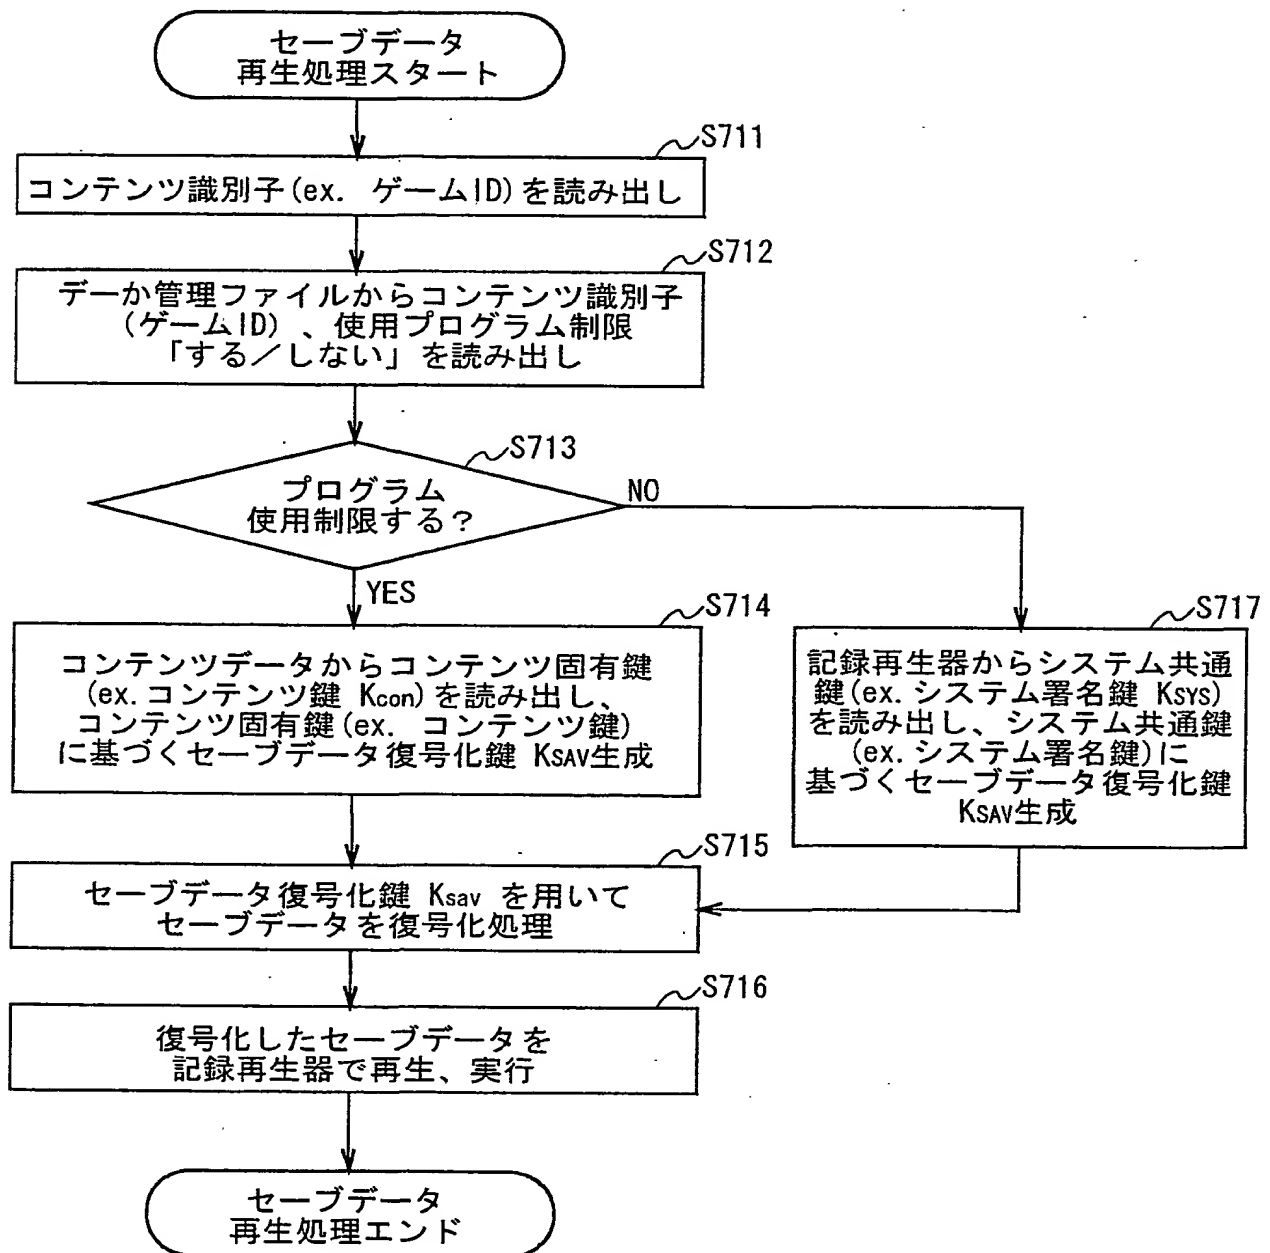 セーブデータ
再生処理スタート
S711
コンテンツ識別子(ex. ゲームID)を読み出し
S712
デーか管理ファイルからコンテンツ識別子
(ゲームID)、使用プログラム制限
「する/しない」を読み出し
S713
プログラム
使用制限する?
NO
YES
S714
コンテンツデータからコンテンツ固有鍵
(ex.コンテンツ鍵 Kcon)を読み出し、
コンテンツ固有鍵(ex. コンテンツ鍵)
に基づくセーブデータ復号化鍵 KSAV生成
S717
記録再生器からシステム共通
鍵(ex.システム署名鍵 KSYS)
を読み出し、システム共通鍵
(ex.システム署名鍵)に
基づくセーブデータ復号化鍵
KSAV生成
S715
セーブデータ復号化鍵 Ksav を用いて
セーブデータを復号化処理
S716
復号化したセーブデータを
記録再生器で再生、実行
セーブデータ
再生処理エンド